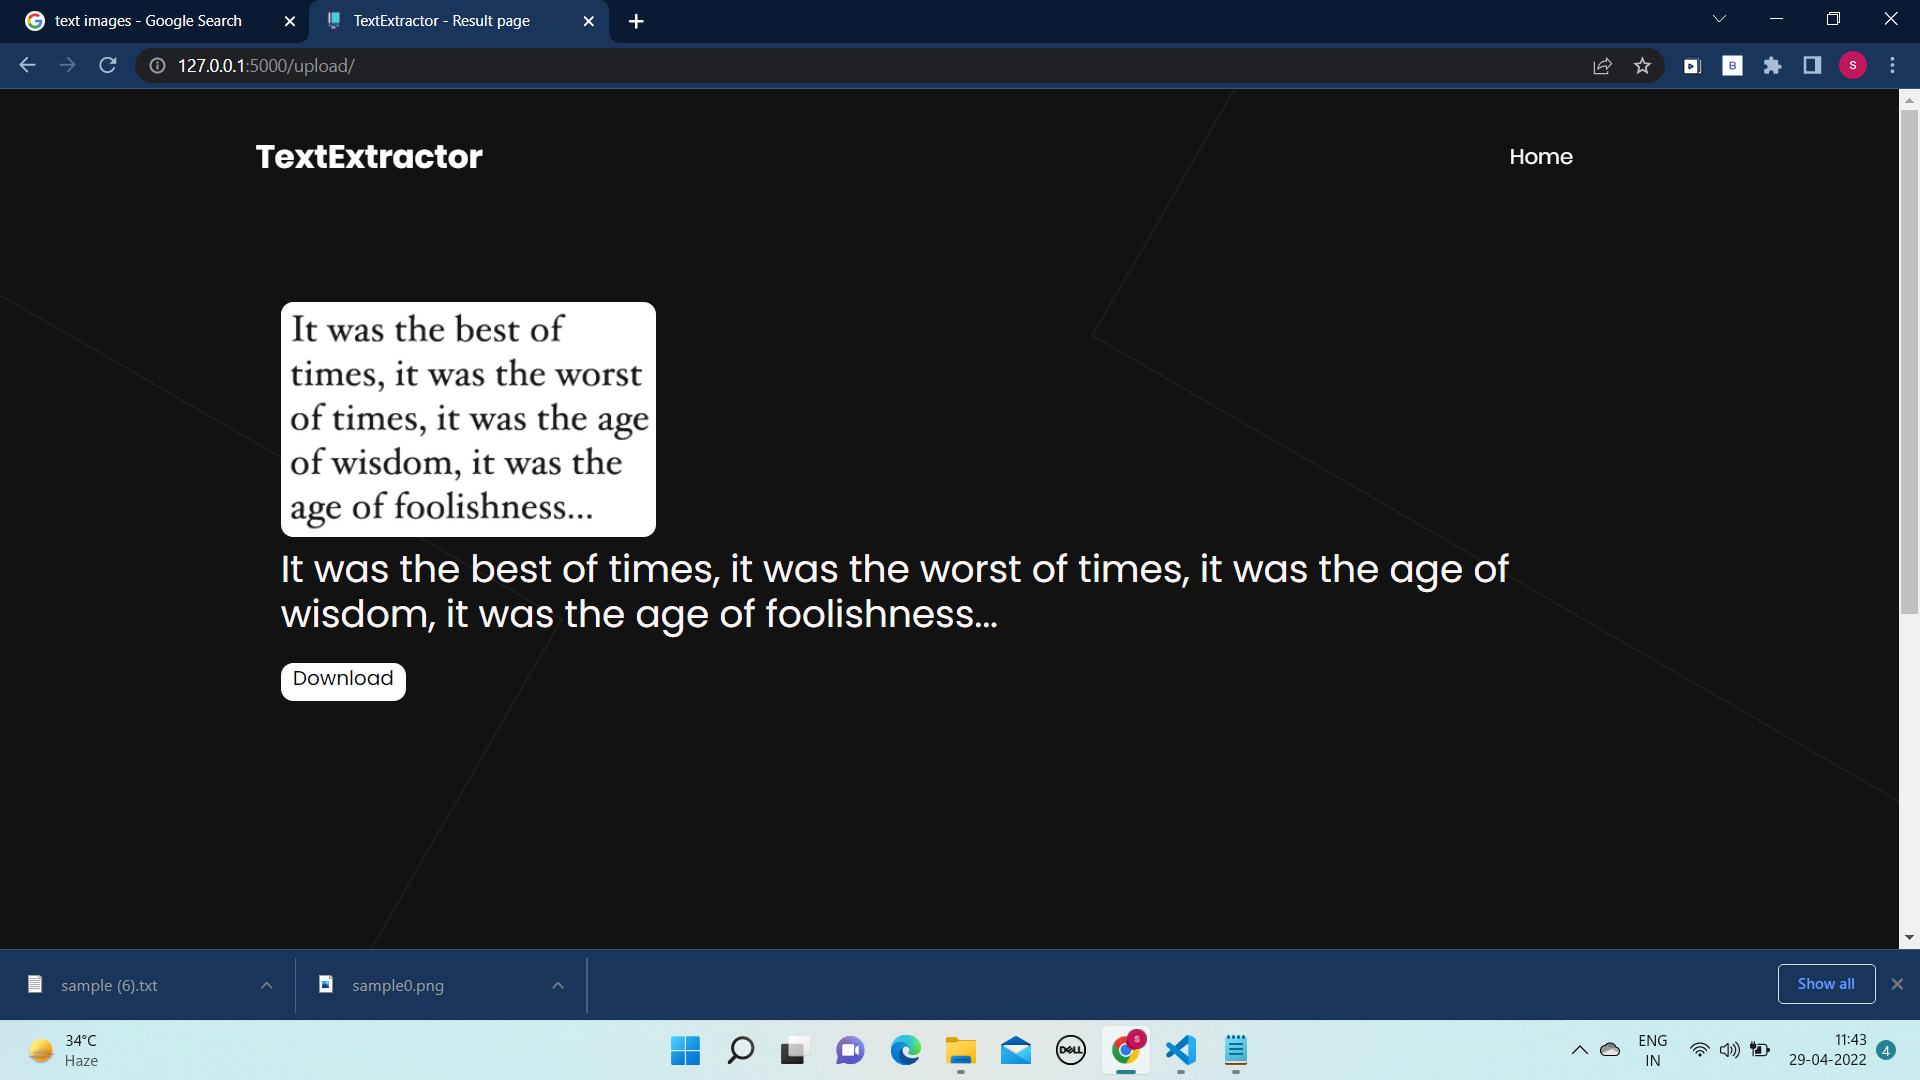 text images - Google Search
TextExtractor - Result page
127.0.0.1:5000/upload/
B
S
TextExtractor
Home
It was the best of
times, it was the worst
of times, it was the age
of wisdom, it was the
age of foolishness...
It was the best of times, it was the worst of times, it was the age of
wisdom, it was the age of foolishness...
Download
sample (6).txt
sample0.png
Show all
34°C
Haze
DELL
S
ENG
IN
11:43
29-04-2022
4